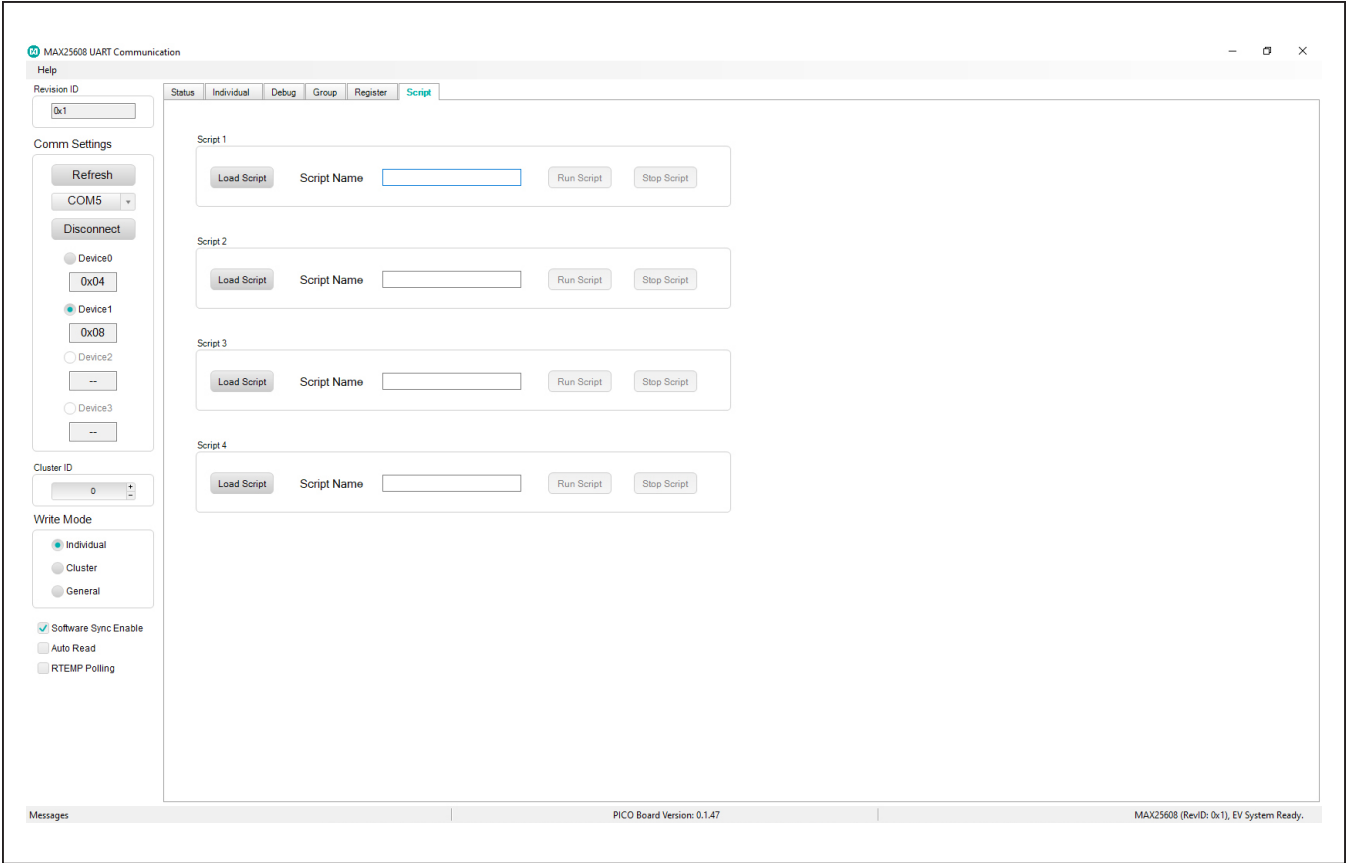 MAX25608 UART Communication
Help
Revision ID
0x1
Comm Settings
Refresh
COM5
Disconnect
Device0
0x04
Device1
0x08
Device2
--
Device3
--
Cluster ID
0
+
-
Write Mode
Individual
Cluster
General
Software Sync Enable
Auto Read
RTEMP Polling
Status Individual Debug Group Register Script
Script 1
Load Script Script Name Run Script Stop Script
Script 2
Load Script Script Name Run Script Stop Script
Script 3
Load Script Script Name Run Script Stop Script
Script 4
Load Script Script Name Run Script Stop Script
Messages PICO Board Version: 0.1.47 MAX25608 (RevID: 0x1), EV System Ready.